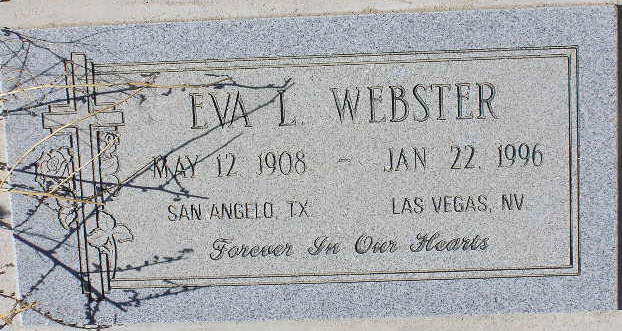 EVA L. WEBSTER
MAY 12 1908 - JAN 22, 1996
SAN ANGELO, TX LAS VEGAS, NV
Forever In Our Hearts